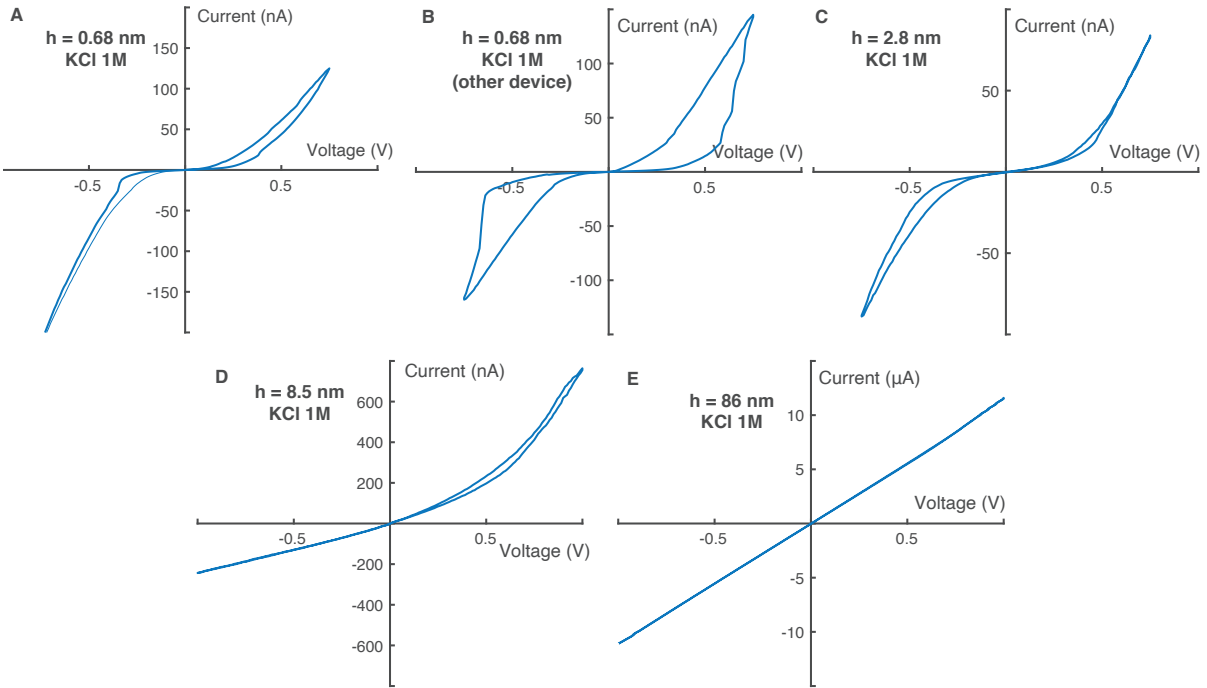 A
Current (nA)
h = 0.68 nm
KCl 1M
150
100
50
Voltage (V)
-0.5
0.5
-50
-100
-150
B
Current (nA)
h = 0.68 nm
KCl 1M
(other device)
100
50
Voltage (V)
-0.5
0.5
-50
-100
C
Current (nA)
h = 2.8 nm
KCl 1M
50
Voltage (V)
-0.5
0.5
-50
D
Current (nA)
h = 8.5 nm
KCl 1M
600
400
200
-0.5
0.5
Voltage (V)
-200
-400
-600
E
Current (µA)
h = 86 nm
KCl 1M
10
5
Voltage (V)
-0.5
0.5
-5
-10